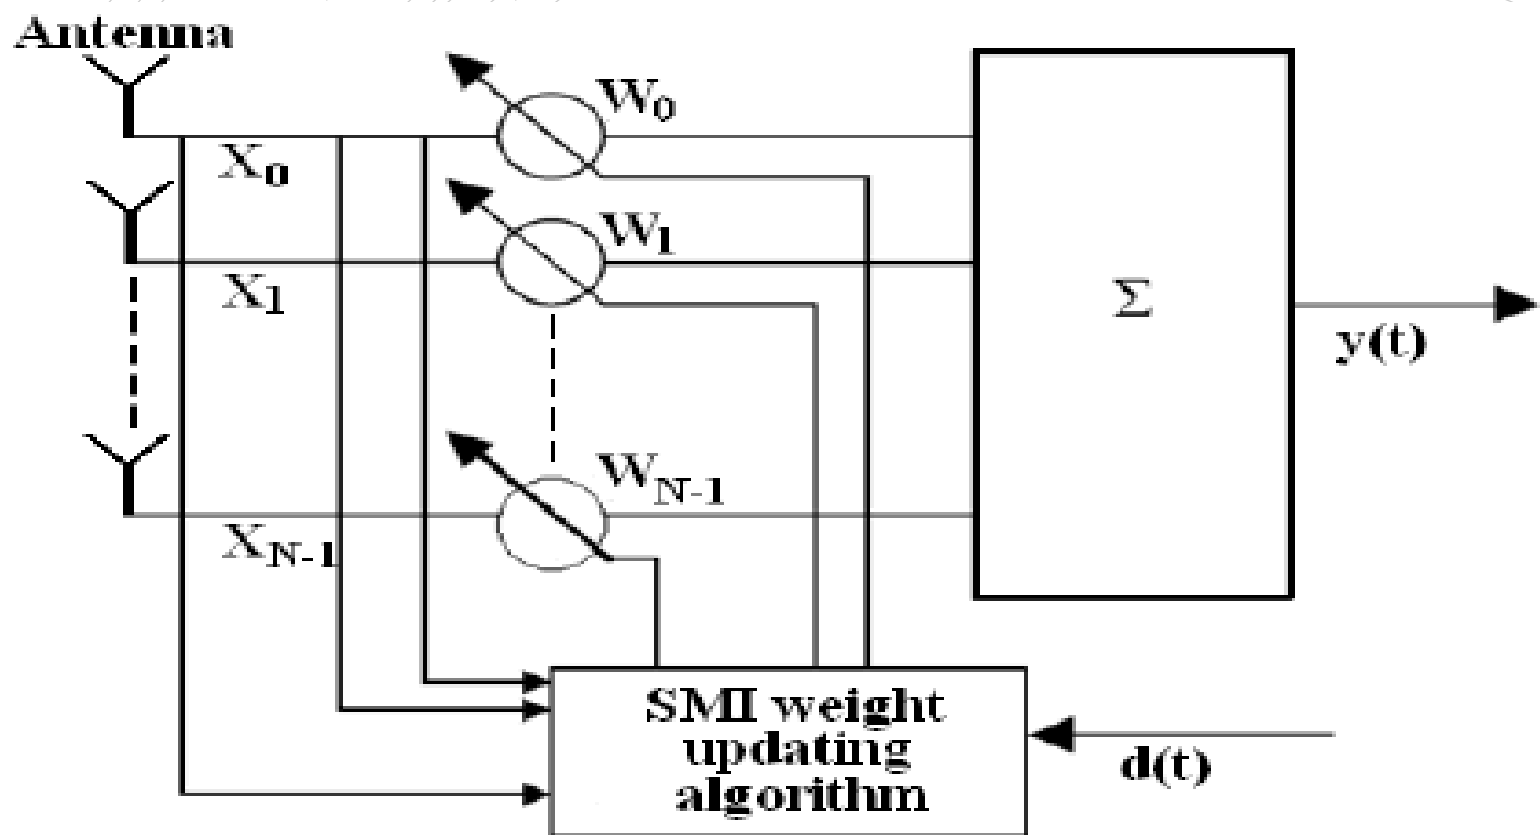 Antenna
W0
X0
W1
X1
Σ
y(t)
WN-1
XN-1
SMI weight
updating
algorithm
d(t)